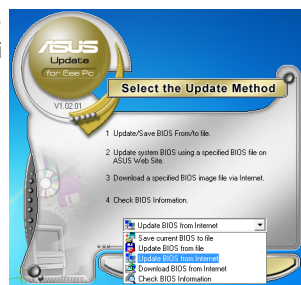 ASUS
Update
for Eee Pc
V1.02.01
Select the Update Method
1 Update/Save BIOS From/to file.
2 Update system BIOS using a specified BIOS file on
ASUS Web Site.
3 Download a specified BIOS image file via Internet.
4 Check BIOS Information.
Update BIOS from Internet
Save current BIOS to file
Update BIOS from file
Update BIOS from Internet
Download BIOS from Internet
Check BIOS Information